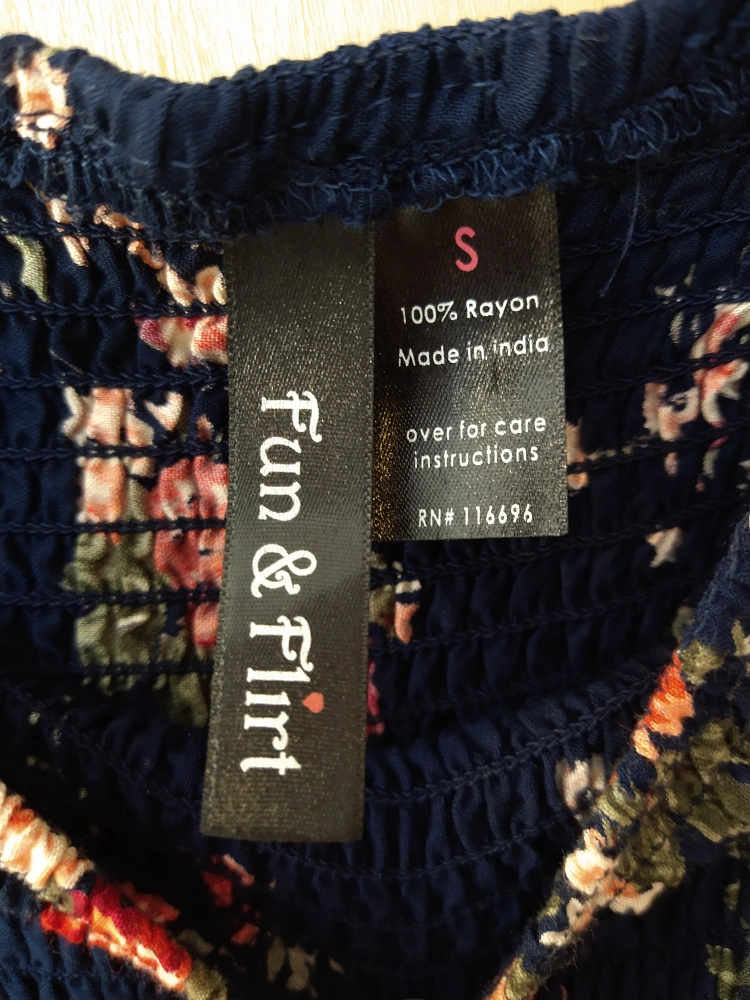 Fun & Flirt
S
100% Rayon
Made in india
over for care
instructions
RN# 116696